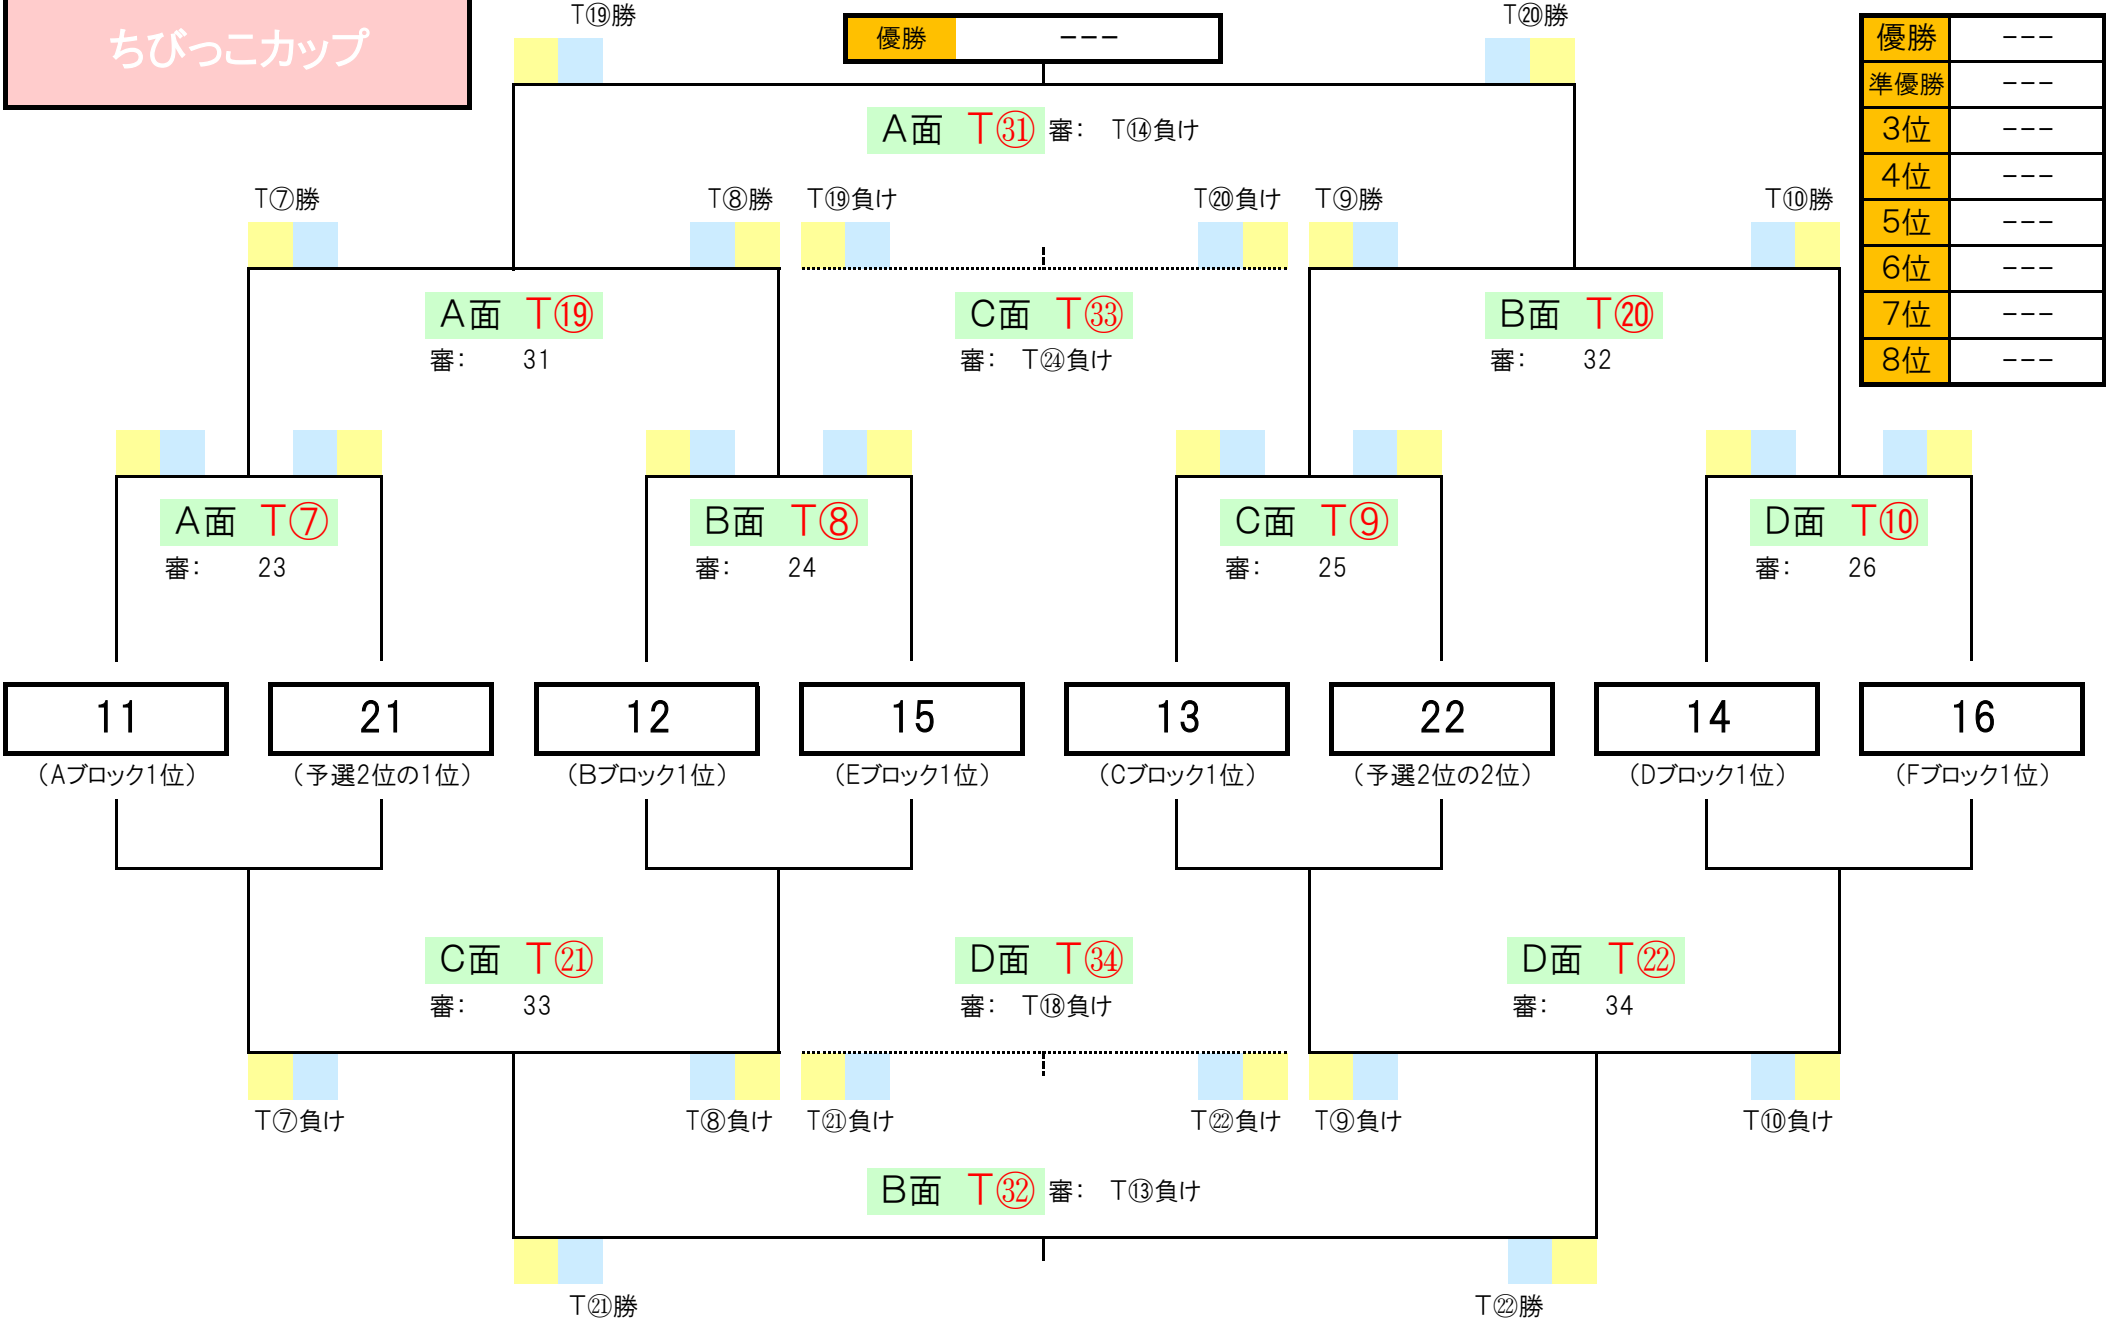 T⑲勝
T⑳勝
ちびっこカップ
優勝 ---
優勝 ---
準優勝 ---
3位 ---
4位 ---
5位 ---
6位 ---
7位 ---
8位 ---
A面 T㉛ 審: T⑭負け
T⑦勝 T⑧勝 T⑲負け T⑳負け T⑨勝 T⑩勝
A面 T⑲ C面 T㉝ B面 T⑳
審: 31 審: T㉔負け 審: 32
A面 T⑦ B面 T⑧ C面 T⑨ D面 T⑩
審: 23 審: 24 審: 25 審: 26
11 21 12 15 13 22 14 16
(Aブロック1位) (予選2位の1位) (Bブロック1位) (Eブロック1位) (Cブロック1位) (予選2位の2位) (Dブロック1位) (Fブロック1位)
C面 T㉑ D面 T㉞ D面 T㉒
審: 33 審: T⑱負け 審: 34
T⑦負け T⑧負け T㉑負け T㉒負け T⑨負け T⑩負け
B面 T㉜ 審: T⑬負け
T㉑勝 T㉒勝